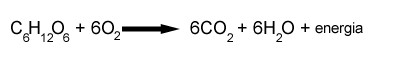 C₆H₁₂O₆ + 6O₂ ⟶ 6CO₂ + 6H₂O + energia